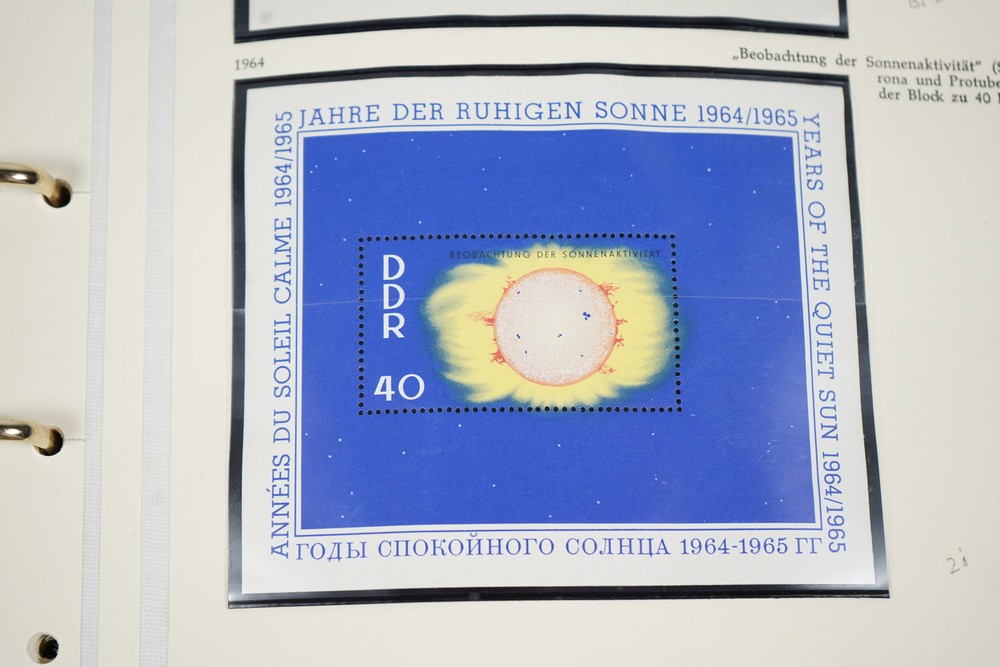 1964
„Beobachtung der Sonnenaktivität“
rona und
der Block zu 40
JAHRE DER RUHIGEN SONNE 1964/1965
YEARS OF THE QUIET SUN 1964/1965
ANNÉES DU SOLEIL CALME 1964/1965
ГОДЫ СПОКОЙНОГО СОЛНЦА 1964-1965 ГГ
BEOBACHTUNG DER SONNENAKTIVITÄT
DDR
40
2i